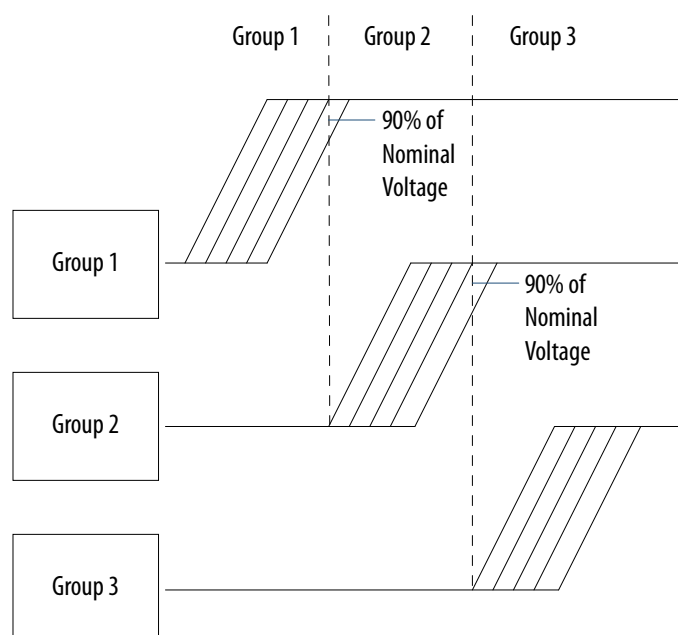 Group 1
Group 2
Group 3
90% of
Nominal
Voltage
Group 1
90% of
Nominal
Voltage
Group 2
Group 3